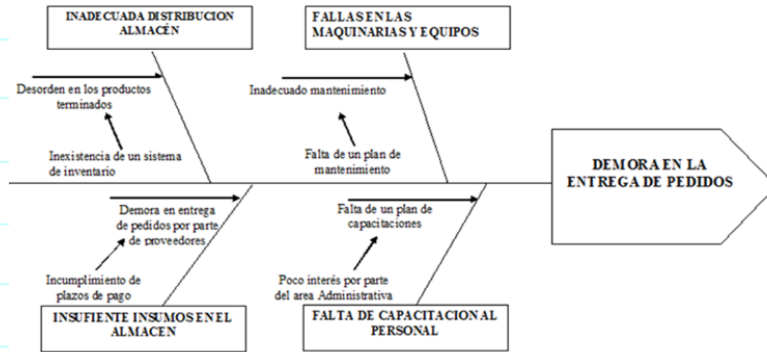 INADECUADA DISTRIBUCION
ALMACÉN
FALLAS EN LAS
MAQUINARIAS Y EQUIPOS
Desorden en los productos
terminados
Inadecuado mantenimiento
Inexistencia de un sistema
de inventario
Falta de un plan de
mantenimiento
DEMORA EN LA
ENTREGA DE PEDIDOS
Demora en entrega
de pedidos por parte
de proveedores
Falta de un plan de
capacitaciones
Incumplimiento de
plazos de pago
Poco interés por parte
del area Administrativa
INSUFIENTE INSUMOS EN EL
ALMACEN
FALTA DE CAPACITACION AL
PERSONAL